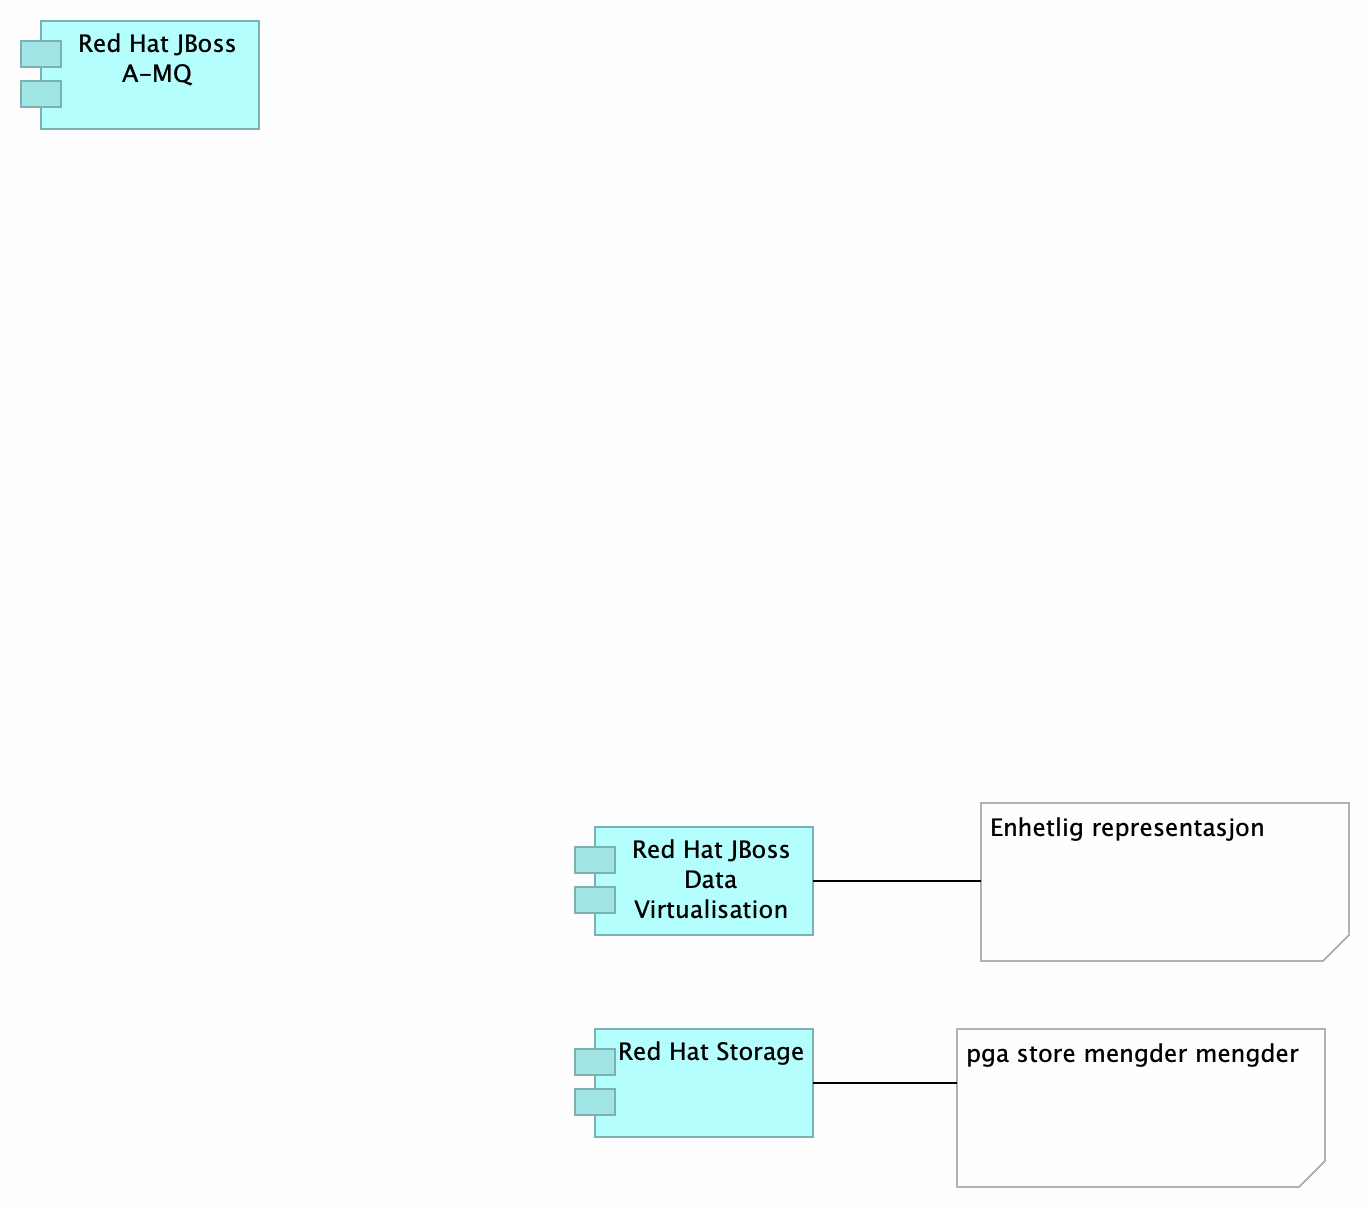 Red Hat JBoss
A-MQ
Red Hat JBoss
Data
Virtualisation
Enhetlig representasjon
Red Hat Storage
pga store mengder mengder